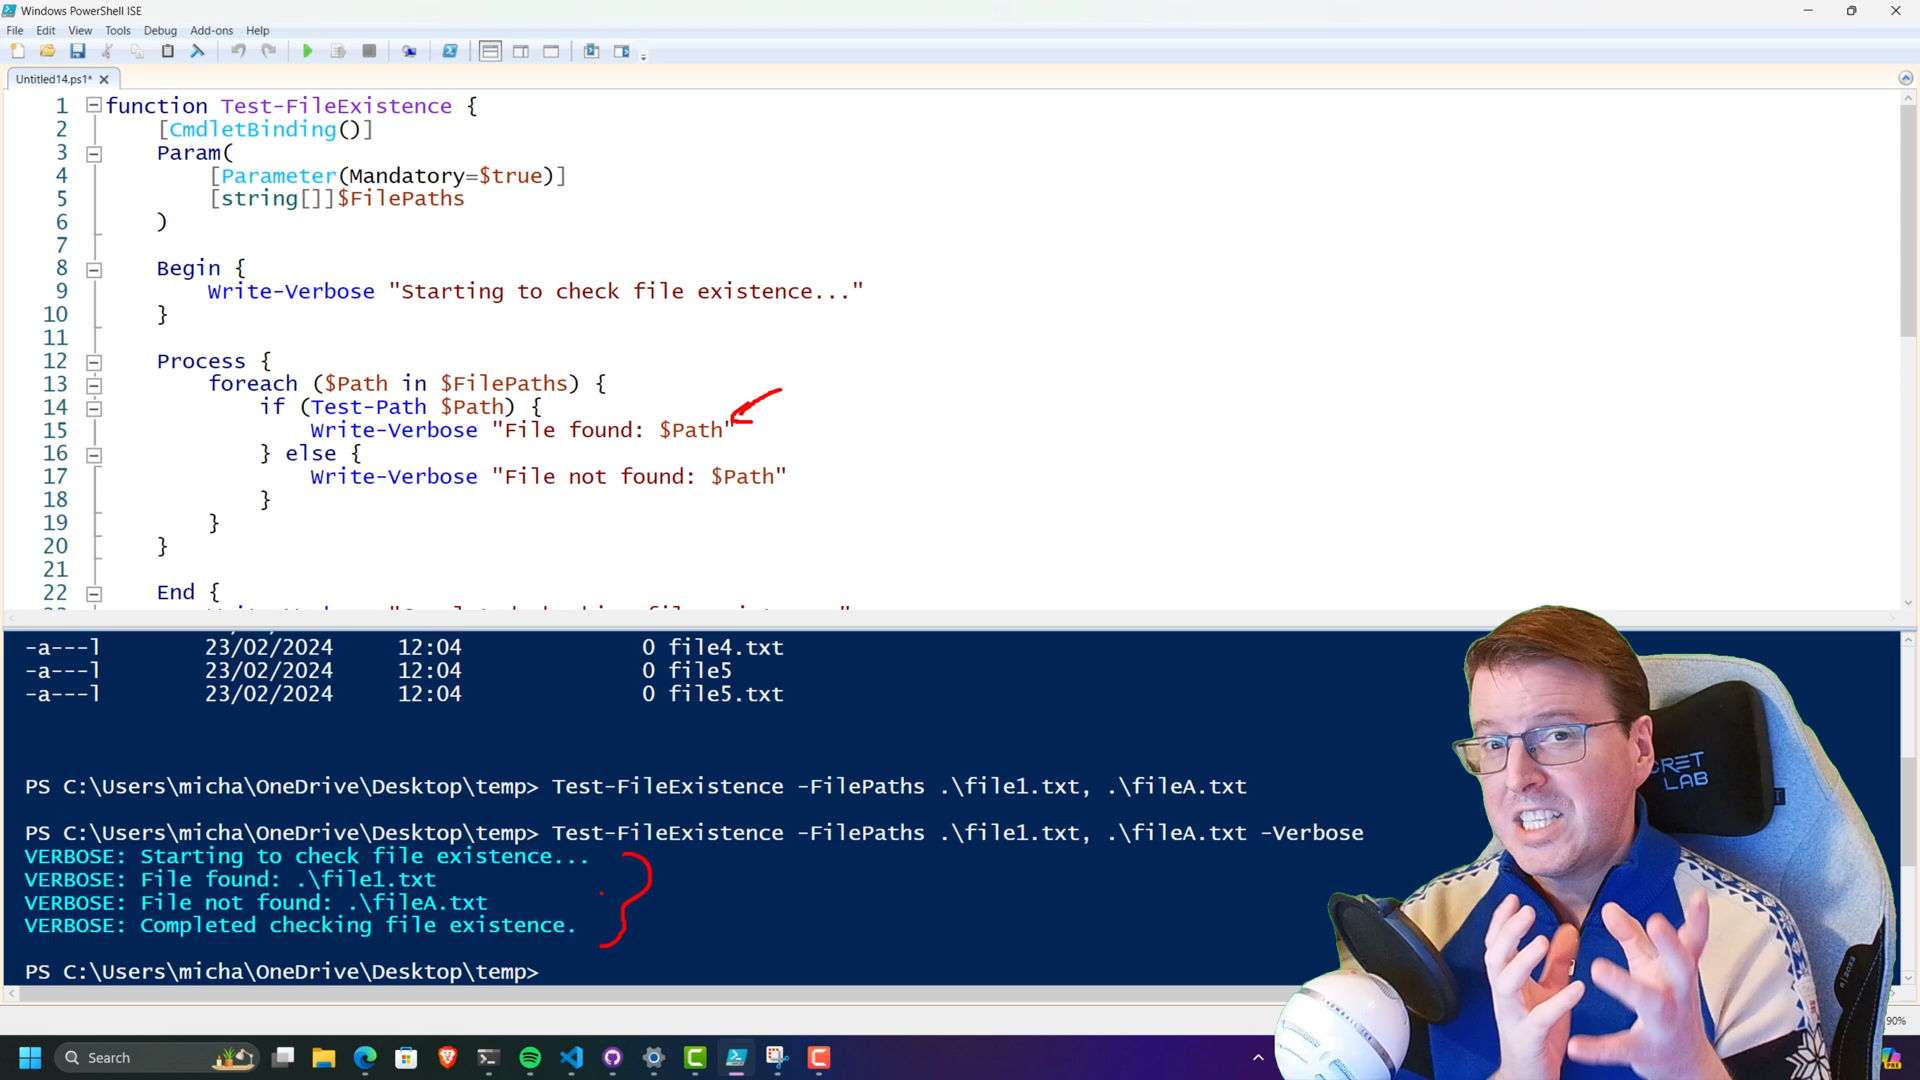 Windows PowerShell ISE
File Edit View Tools Debug Add-ons Help
Untitled14.ps1*
1 function Test-FileExistence {
2 [CmdletBinding()]
3 Param(
4 [Parameter(Mandatory=$true)]
5 [string[]]$FilePaths
6 )
7
8 Begin {
9 Write-Verbose "Starting to check file existence..."
10 }
11
12 Process {
13 foreach ($Path in $FilePaths) {
14 if (Test-Path $Path) {
15 Write-Verbose "File found: $Path"
16 } else {
17 Write-Verbose "File not found: $Path"
18 }
19 }
20 }
21
22 End {
-a---l 23/02/2024 12:04 0 file4.txt
-a---l 23/02/2024 12:04 0 file5
-a---l 23/02/2024 12:04 0 file5.txt
PS C:\Users\micha\OneDrive\Desktop\temp> Test-FileExistence -FilePaths .\file1.txt, .\fileA.txt
PS C:\Users\micha\OneDrive\Desktop\temp> Test-FileExistence -FilePaths .\file1.txt, .\fileA.txt -Verbose
VERBOSE: Starting to check file existence...
VERBOSE: File found: .\file1.txt
VERBOSE: File not found: .\fileA.txt
VERBOSE: Completed checking file existence.
PS C:\Users\micha\OneDrive\Desktop\temp>
90%
Search
LAB